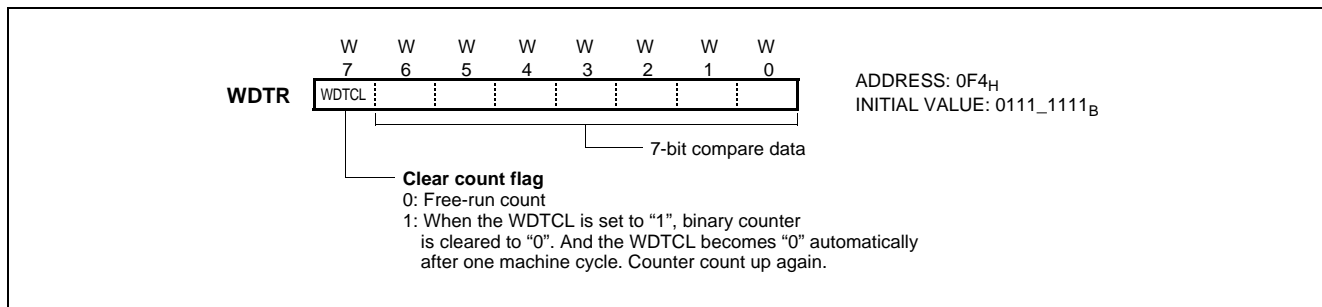 W W W W W W W W
7 6 5 4 3 2 1 0
WDTR WDTCL
ADDRESS: 0F4H
INITIAL VALUE: 0111_1111B
7-bit compare data
Clear count flag
0: Free-run count
1: When the WDTCL is set to “1”, binary counter
is cleared to “0”. And the WDTCL becomes “0” automatically
after one machine cycle. Counter count up again.